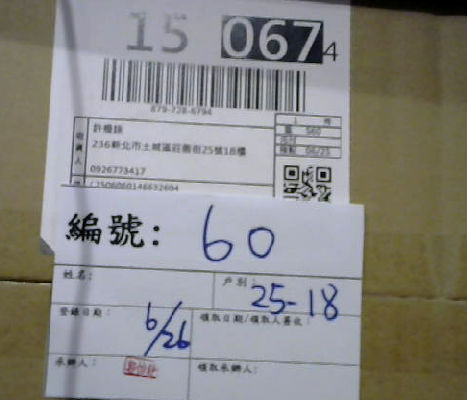 15 0674
879-728-6794
收貨人
236新北市土城區莊園街25號18樓
0926773417
編號: 60
姓名:
戶別: 25-18
登錄日期: 6/26
領取日期/領取人簽收:
承辦人:
領取承辦人: